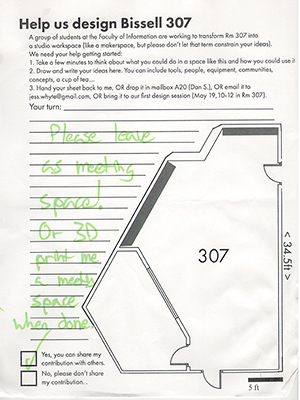 Help us design Bissell 307
A group of students at the Faculty of Information are working to transform Rm 307 into
a studio workspace (like a makerspace, but please don't let that term constrain your ideas).
We need your help getting started:
1. Take a few minutes to think about what you could do in a space like this and how you could use it
2. Draw and write your ideas here. You can include tools, people, equipment, communities,
concepts, a cup of tea...
3. Hand your sheet back to me, OR drop it in mailbox A20 (Dan S.), OR email it to
jess.whyte@gmail.com, OR bring it to our first design session (May 19,10-12 in Rm 307).
Your turn:
Please leave
as meeting
space!
Or 3D
print me
a meeting
space
when done.
307
< 34.5ft >
5 ft
Yes, you can share my
contribution with others.
No, please don't share
my contribution...